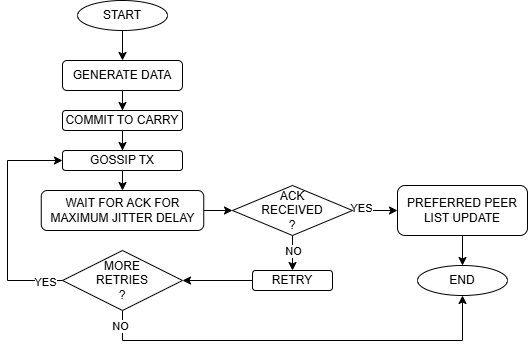 START
GENERATE DATA
COMMIT TO CARRY
GOSSIP TX
WAIT FOR ACK FOR
MAXIMUM JITTER DELAY
ACK
RECEIVED
?
YES
PREFERRED PEER
LIST UPDATE
NO
MORE
RETRIES
?
YES
RETRY
END
NO